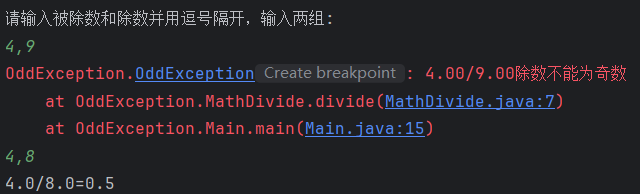 请输入被除数和除数并用逗号隔开，输入两组：
4,9
OddException.OddException Create breakpoint : 4.00/9.00除数不能为奇数
at OddException.MathDivide.divide(MathDivide.java:7)
at OddException.Main.main(Main.java:15)
4,8
4.0/8.0=0.5